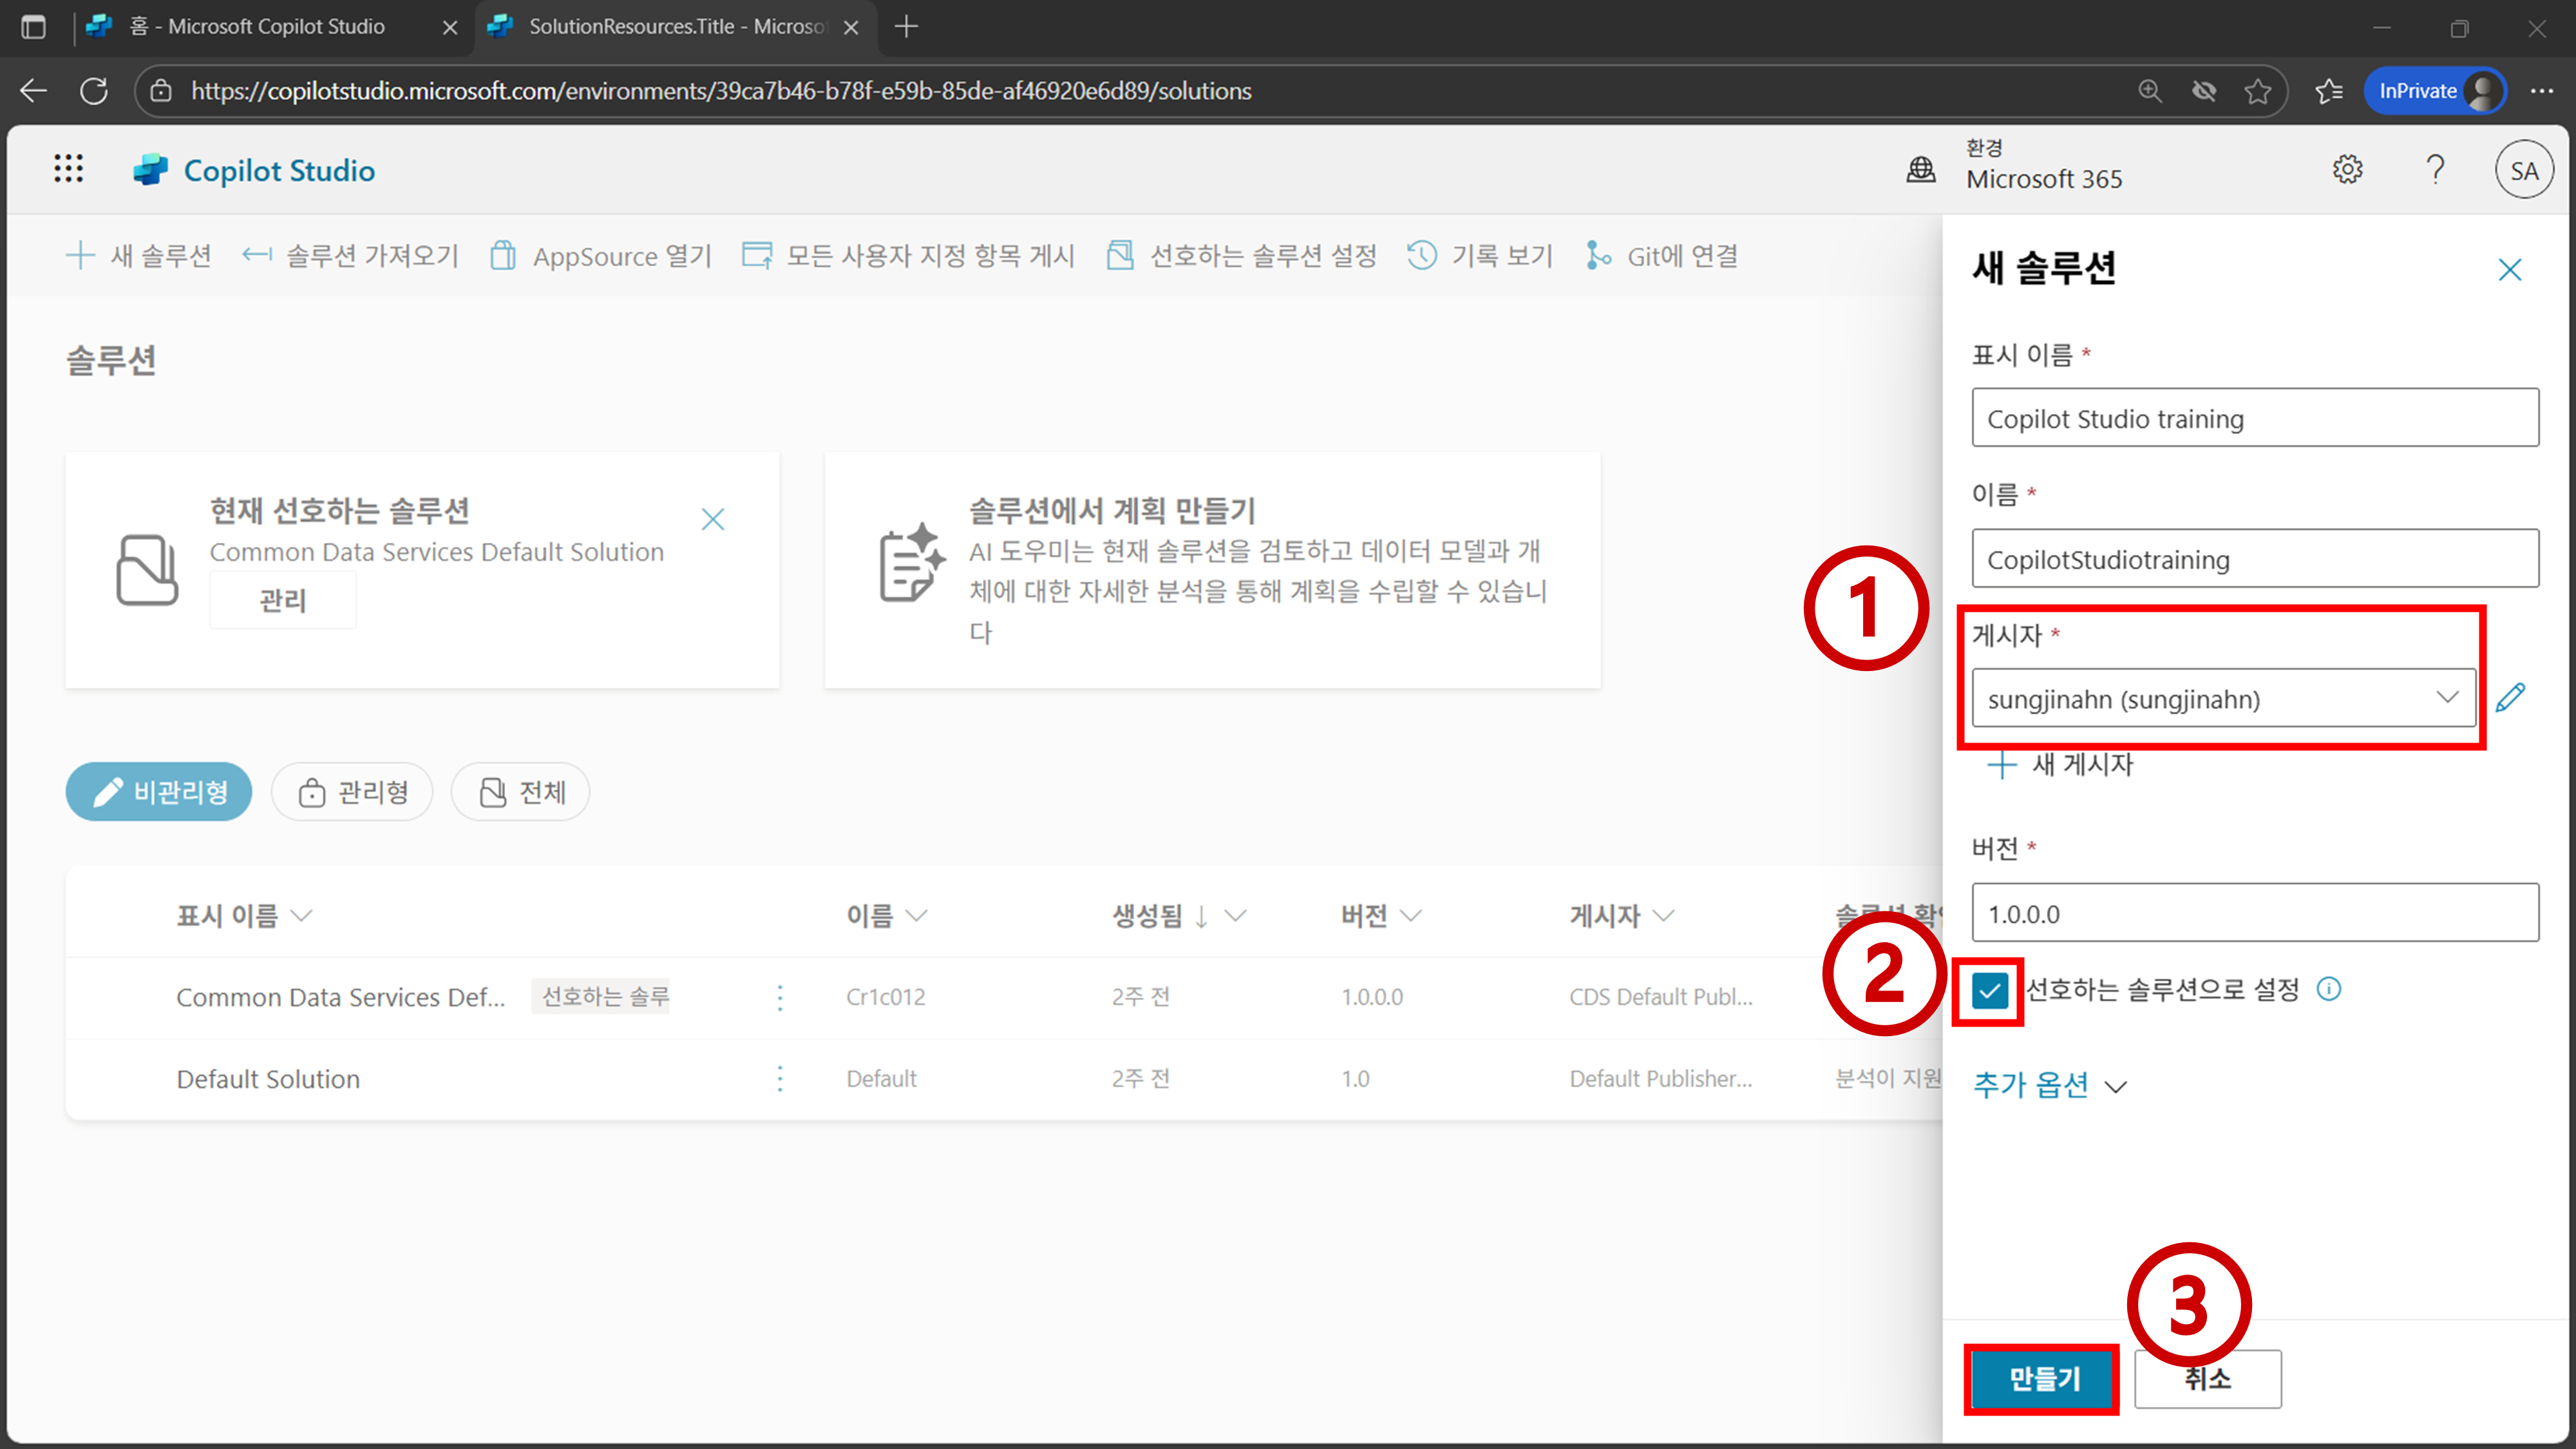 홈 - Microsoft Copilot Studio
SolutionResources.Title - Microso
https://copilotstudio.microsoft.com/environments/39ca7b46-b78f-e59b-85de-af46920e6d89/solutions
InPrivate
Copilot Studio
환경
Microsoft 365
SA
새 솔루션
솔루션 가져오기
AppSource 열기
모든 사용자 지정 항목 게시
선호하는 솔루션 설정
기록 보기
Git에 연결
솔루션
현재 선호하는 솔루션
Common Data Services Default Solution
관리
솔루션에서 계획 만들기
AI 도우미는 현재 솔루션을 검토하고 데이터 모델과 개
체에 대한 자세한 분석을 통해 계획을 수립할 수 있습니
다
비관리형
관리형
전체
표시 이름 이름 생성됨 버전 게시자 솔루션 확인
Common Data Services Def... 선호하는 솔루 Cr1c012 2주 전 1.0.0.0 CDS Default Publ...
Default Solution Default 2주 전 1.0 Default Publisher... 분석이 지원
새 솔루션
표시 이름 *
Copilot Studio training
이름 *
CopilotStudiotraining
1
게시자 *
sungjinahn (sungjinahn)
새 게시자
버전 *
1.0.0.0
2
선호하는 솔루션으로 설정
추가 옵션
3
만들기
취소